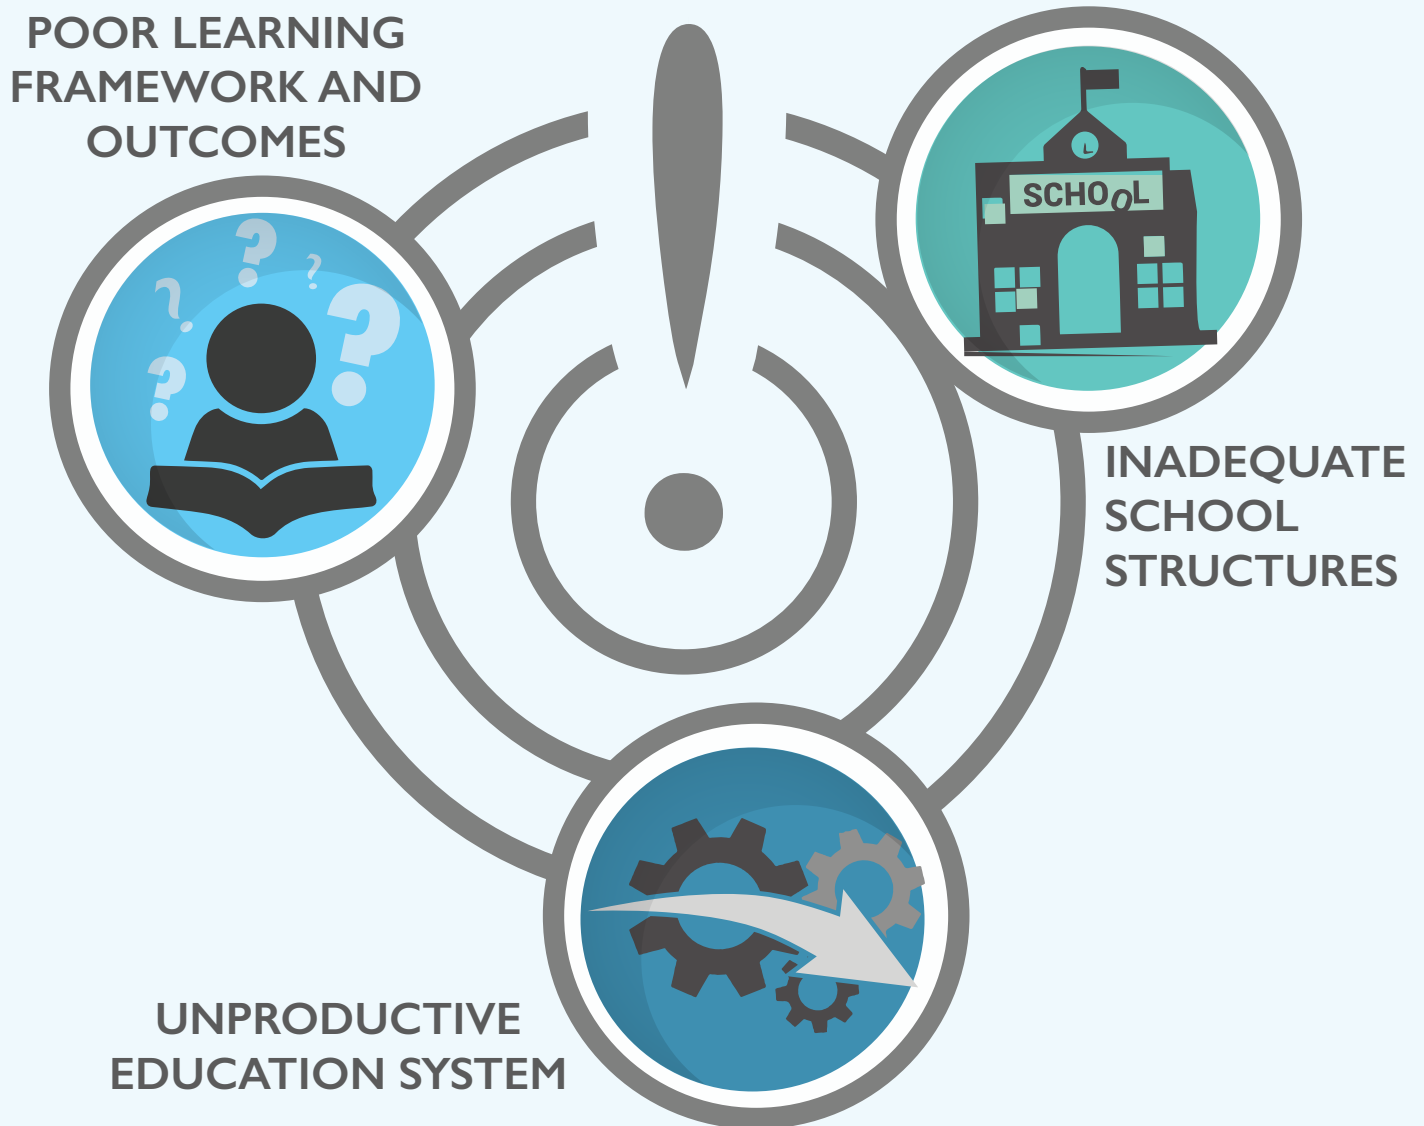 POOR LEARNING
FRAMEWORK AND
OUTCOMES
SCHOOL
INADEQUATE
SCHOOL
STRUCTURES
UNPRODUCTIVE
EDUCATION SYSTEM